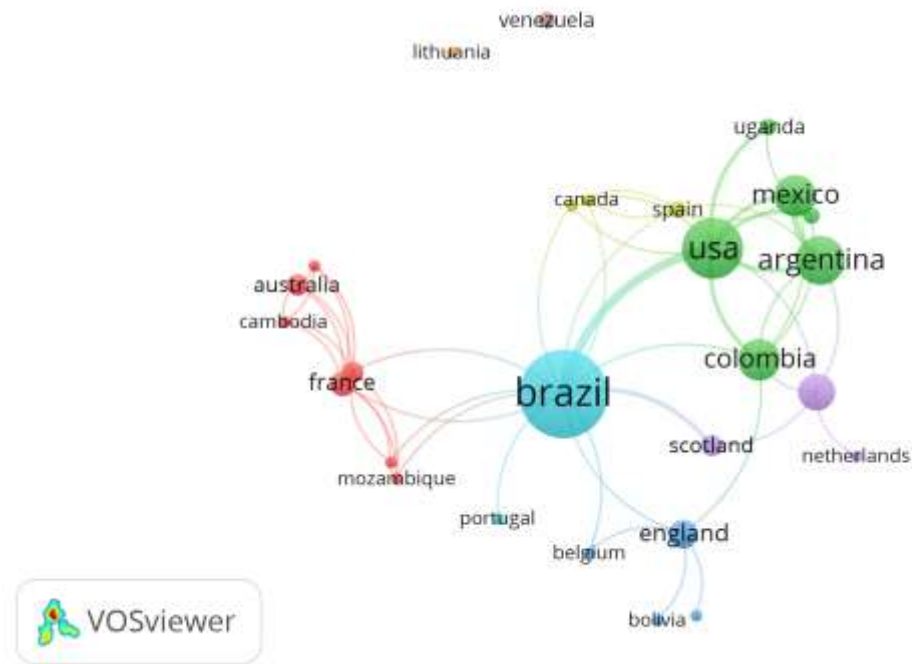 venezuela
lithuania
uganda
mexico
canada
spain
usa
argentina
australia
cambodia
colombia
france
brazil
scotland
netherlands
mozambique
portugal
england
belgium
bolivia
VOSviewer